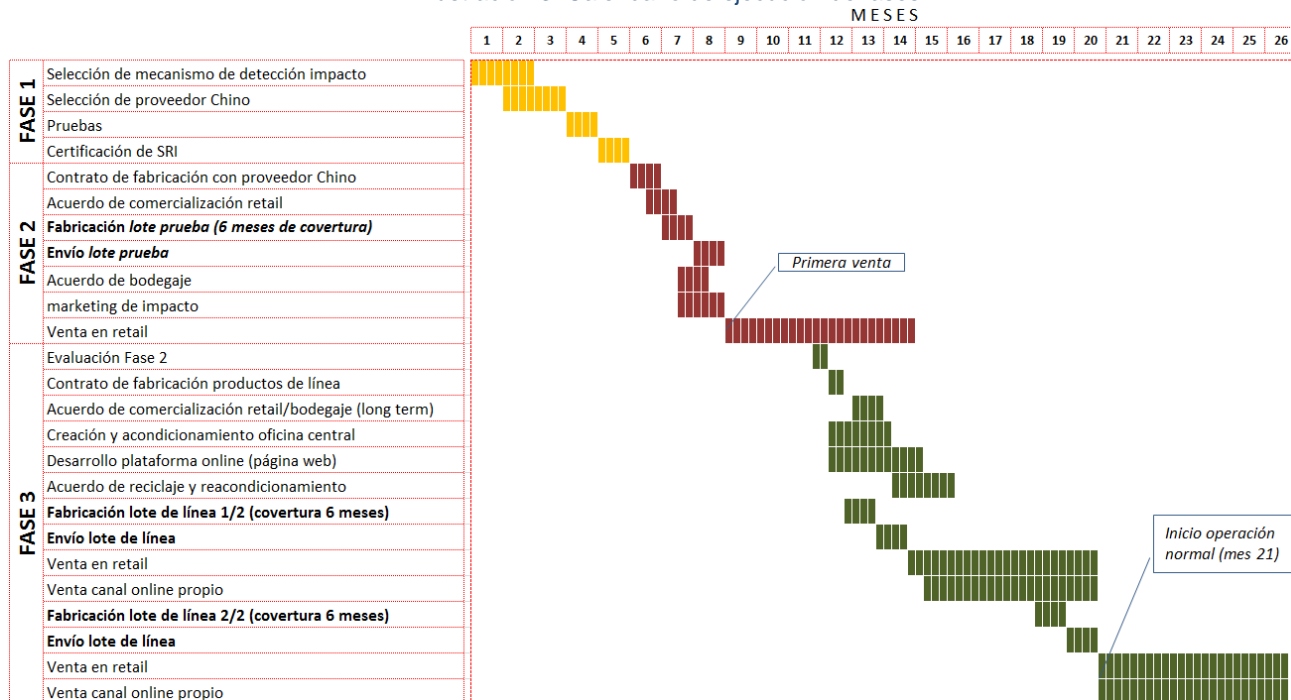 MESES
1 2 3 4 5 6 7 8 9 10 11 12 13 14 15 16 17 18 19 20 21 22 23 24 25 26
FASE 1
Selección de mecanismo de detección impacto
Selección de proveedor Chino
Pruebas
Certificación de SRI
FASE 2
Contrato de fabricación con proveedor Chino
Acuerdo de comercialización retail
Fabricación lote prueba (6 meses de covertura)
Envío lote prueba
Acuerdo de bodegaje
marketing de impacto
Venta en retail
Primera venta
FASE 3
Evaluación Fase 2
Contrato de fabricación productos de línea
Acuerdo de comercialización retail/bodegaje (long term)
Creación y acondicionamiento oficina central
Desarrollo plataforma online (página web)
Acuerdo de reciclaje y reacondicionamiento
Fabricación lote de línea 1/2 (covertura 6 meses)
Envío lote de línea
Venta en retail
Venta canal online propio
Fabricación lote de línea 2/2 (covertura 6 meses)
Envío lote de línea
Venta en retail
Venta canal online propio
Inicio operación
normal (mes 21)